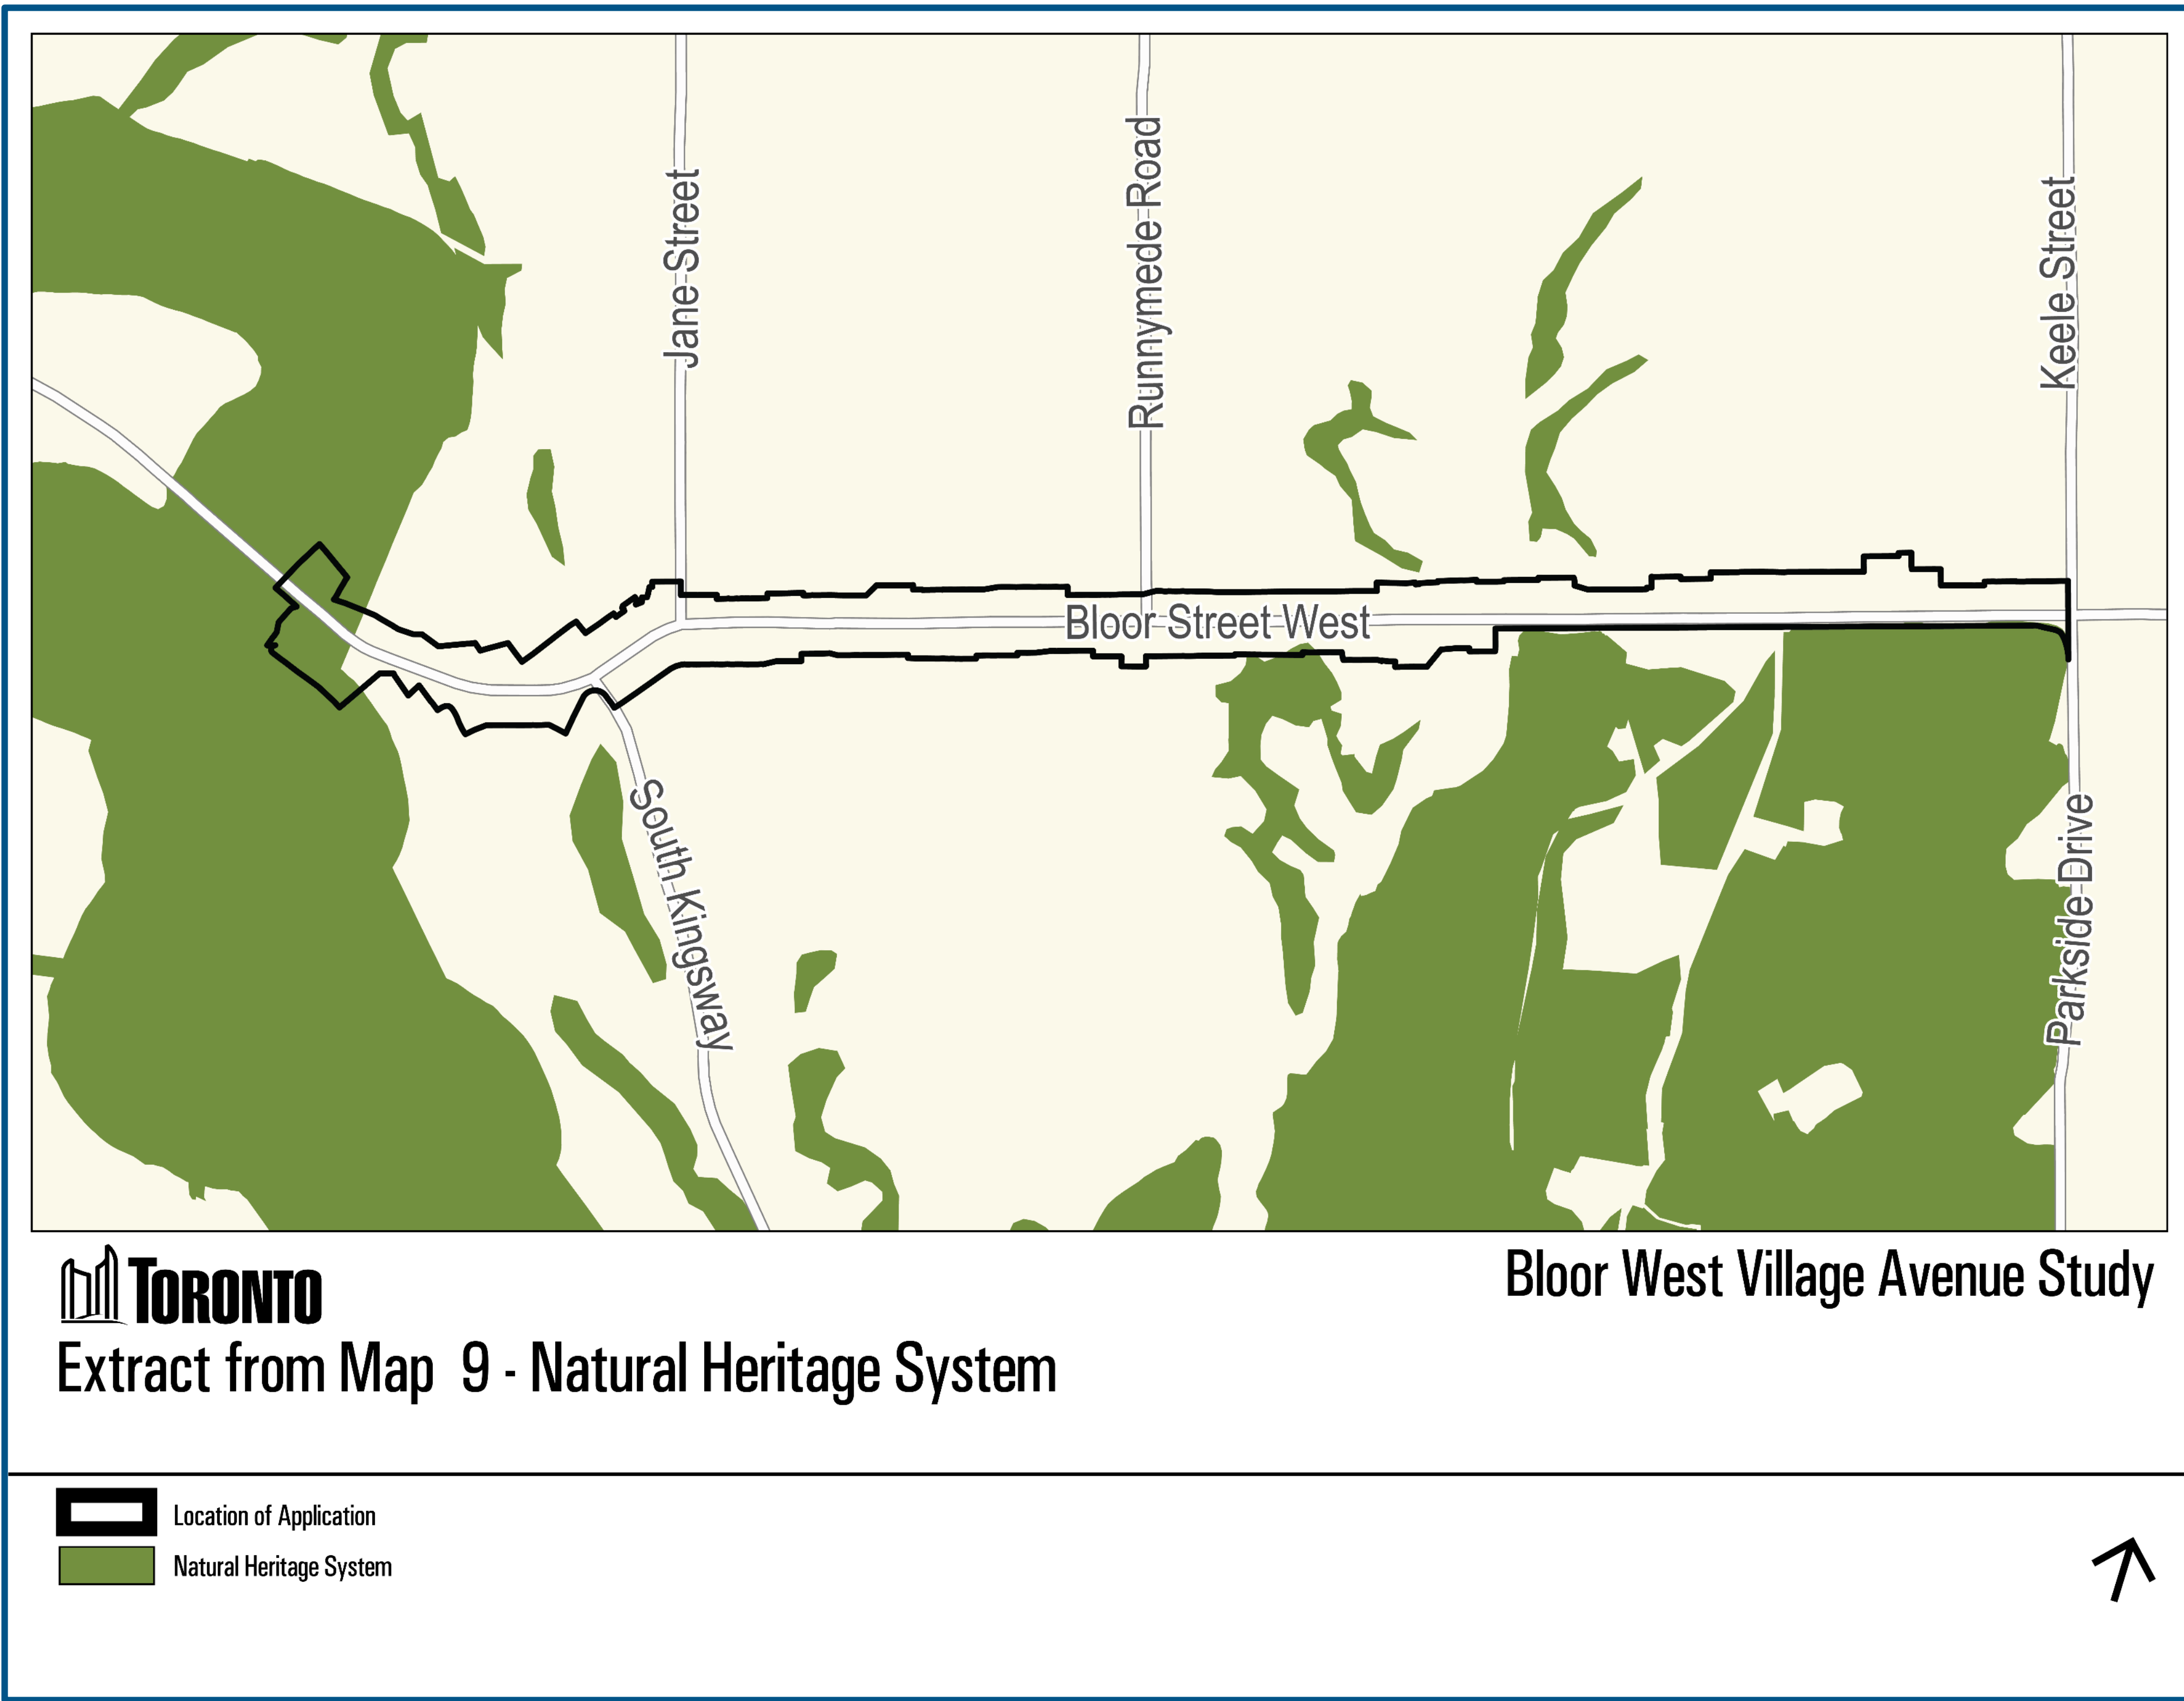 Jane Street
Runnymede Road
Keele Street
Bloor Street West
South Kingsway
Parkside Drive
TORONTO
Bloor West Village Avenue Study
Extract from Map 9 - Natural Heritage System
Location of Application
Natural Heritage System